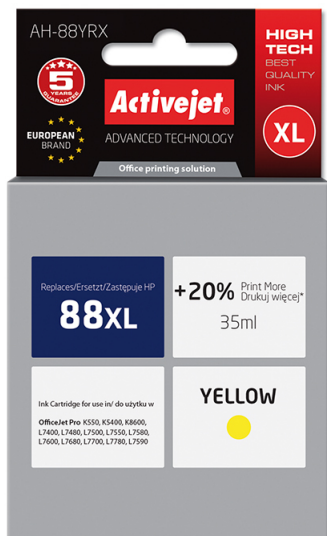 AH-88YRX
HIGH
TECH
BEST
QUALITY
INK
5
YEARS
GUARANTEE
Activejet®
EUROPEAN
BRAND
ADVANCED TECHNOLOGY
XL
Office printing solution
Replaces/Ersetzt/Zastępuje HP
88XL
+20% Print More
Drukuj więcej*
35ml
Ink Cartridge for use in/ do użytku w
OfficeJet Pro K550, K5400, K8600,
L7400, L7480, L7500, L7550, L7580,
L7600, L7680, L7700, L7780, L7590
YELLOW